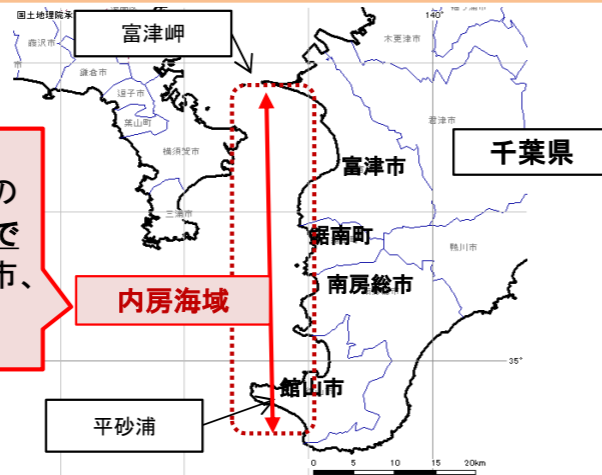 国土地理院承
140°
富津岬
木更津市
藤沢市
鎌倉市
逗子市
葉山町
君津市
横須賀市
千葉県
富津市
の
で
市、
三浦市
鋸南町
鴨川市
南房総市
内房海域
35°
館山市
平砂浦
0 5 10 15 20km